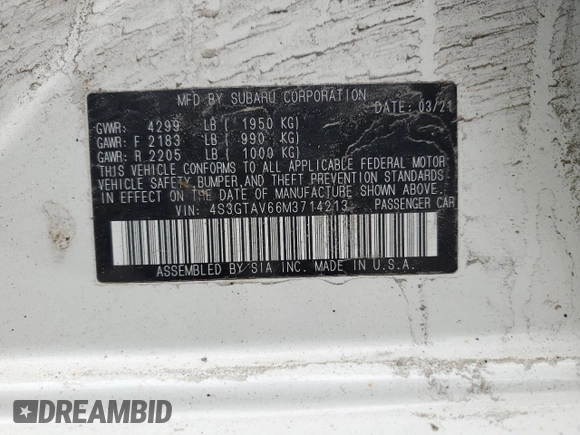 MFD BY SUBARU CORPORATION
DATE: 03/21
GVWR: 4299 LB ( 1950 KG)
GAWR: F 2183 LB ( 990 KG)
GAWR: R 2205 LB ( 1000 KG)
THIS VEHICLE CONFORMS TO ALL APPLICABLE FEDERAL MOTOR
VEHICLE SAFETY, BUMPER, AND THEFT PREVENTION STANDARDS
IN EFFECT ON THE DATE OF MANUFACTURE SHOWN ABOVE.
VIN: 4S3GTAV66M3714213 PASSENGER CAR
ASSEMBLED BY SIA INC. MADE IN U.S.A.
DREAMBID